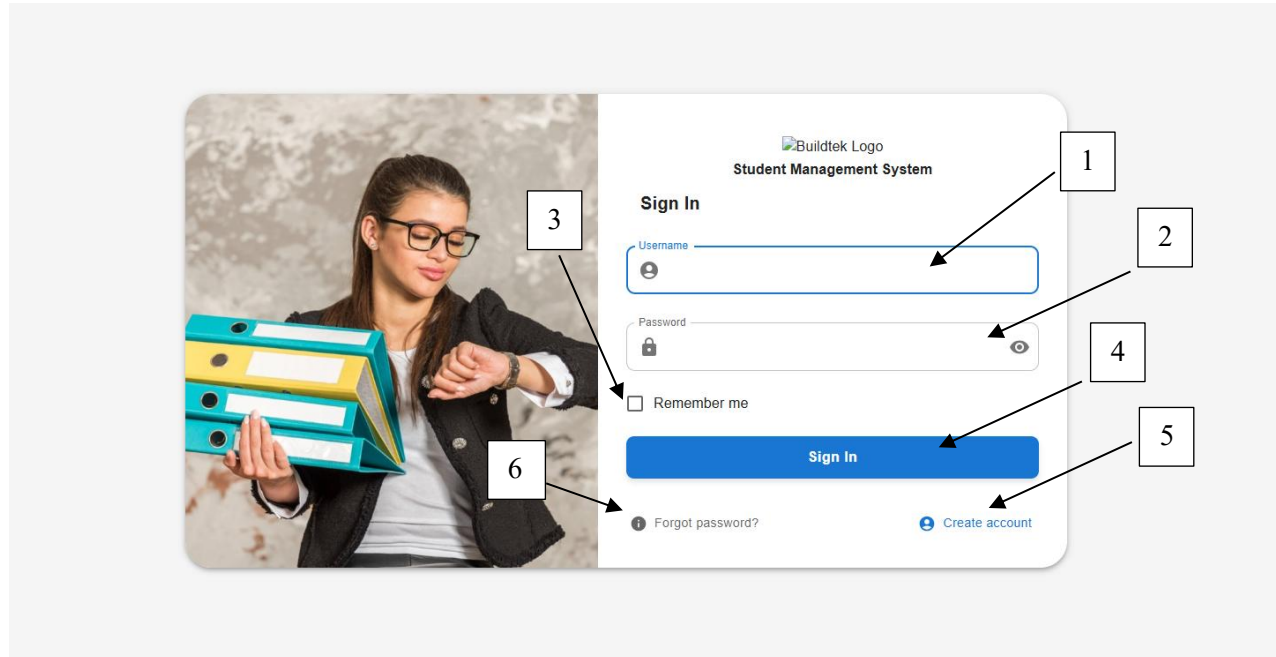 Buildtek Logo
Student Management System
1
Sign In
3
2
Username
Password
4
Remember me
5
Sign In
6
Forgot password?
Create account